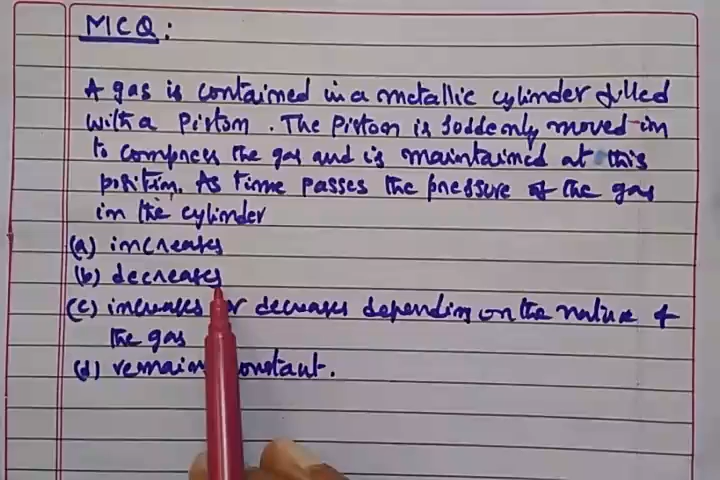 MCQ:
A gas is contained in a metallic cylinder filled
with a Piston. The Piston is suddenly moved in
to compress the gas and is maintained at this
position. As time passes the pressure of the gas
in the cylinder
(a) increases
(b) decreases
(c) increases or decreases depending on the nature of
the gas
(d) remains constant.